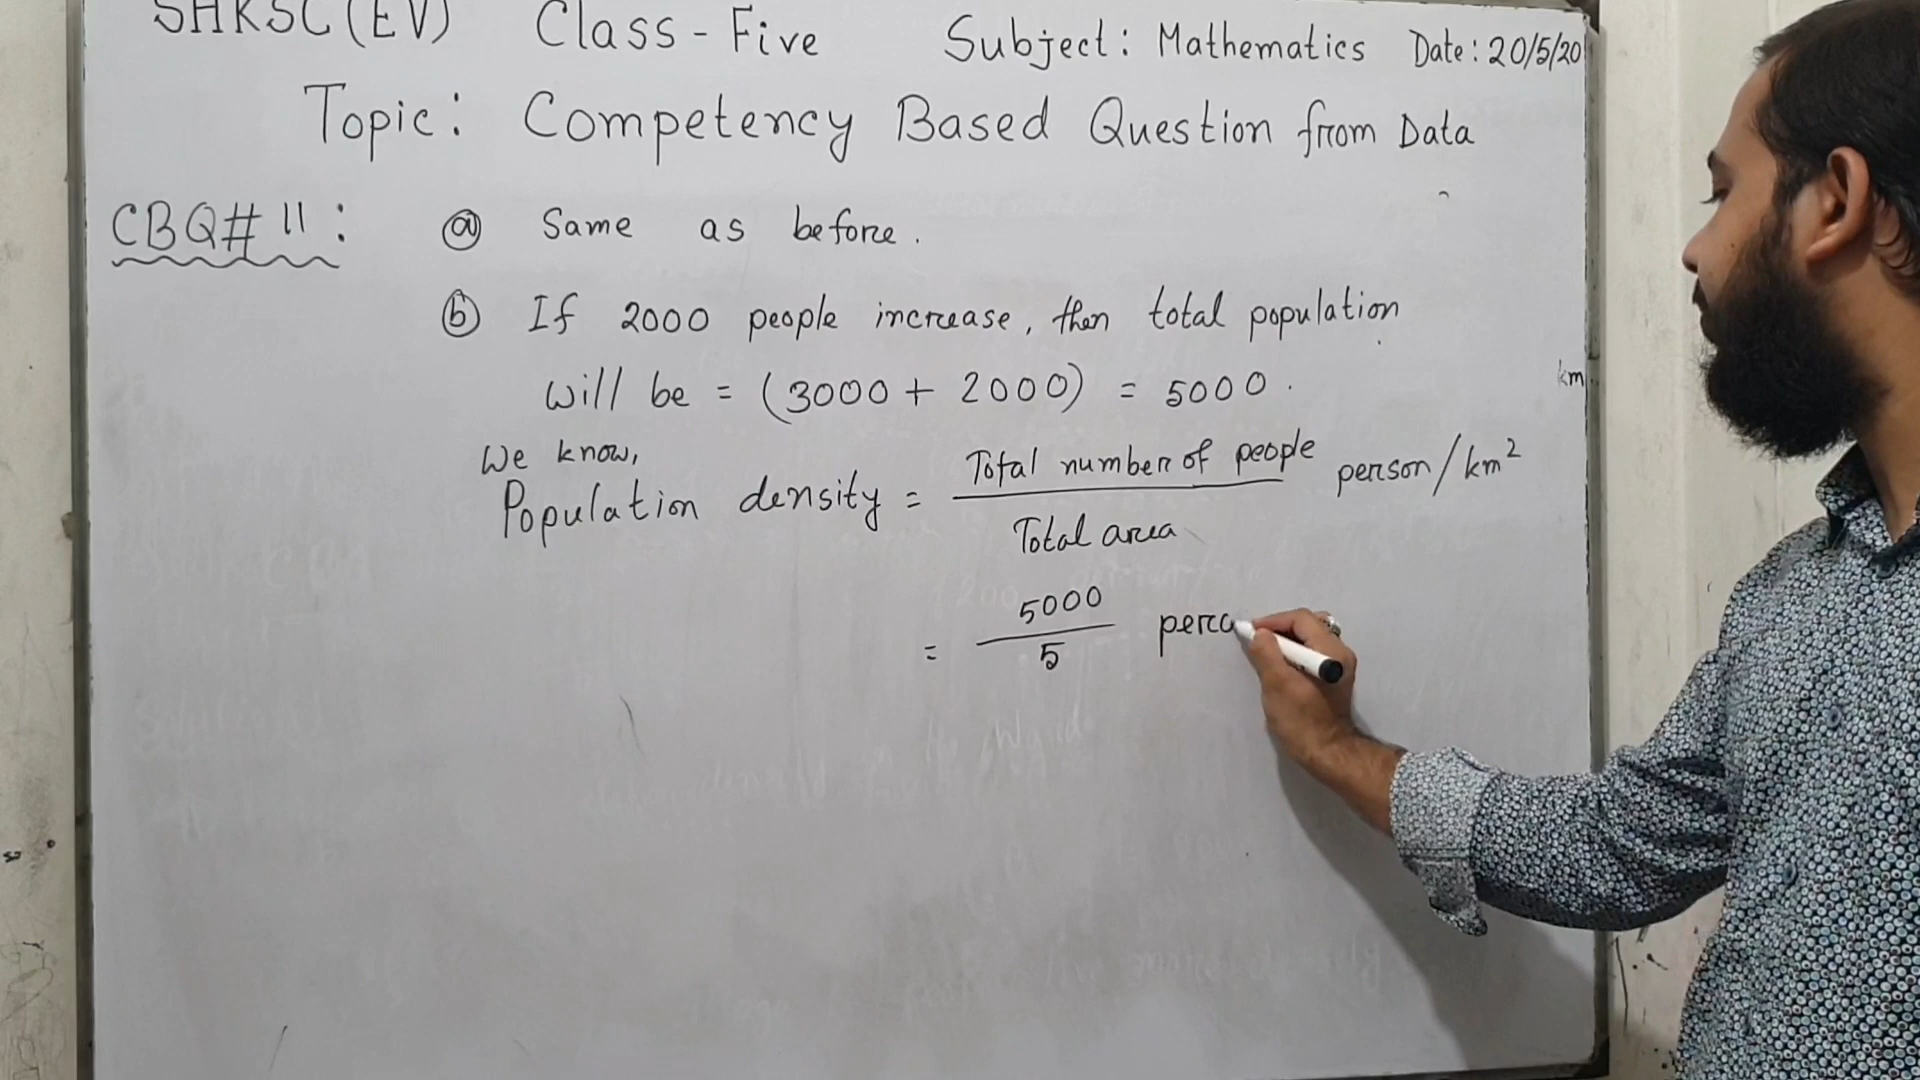 SHKSC (EV) Class - Five Subject: Mathematics Date: 20/5/20
Topic: Competency Based Question from Data
CBQ# 11: ⓐ Same as before.
ⓑ If 2000 people increase, then total population
will be = (3000 + 2000) = 5000.
km
We know,
Population density = Total number of people / Total area person/km²
= 5000 / 5 perso